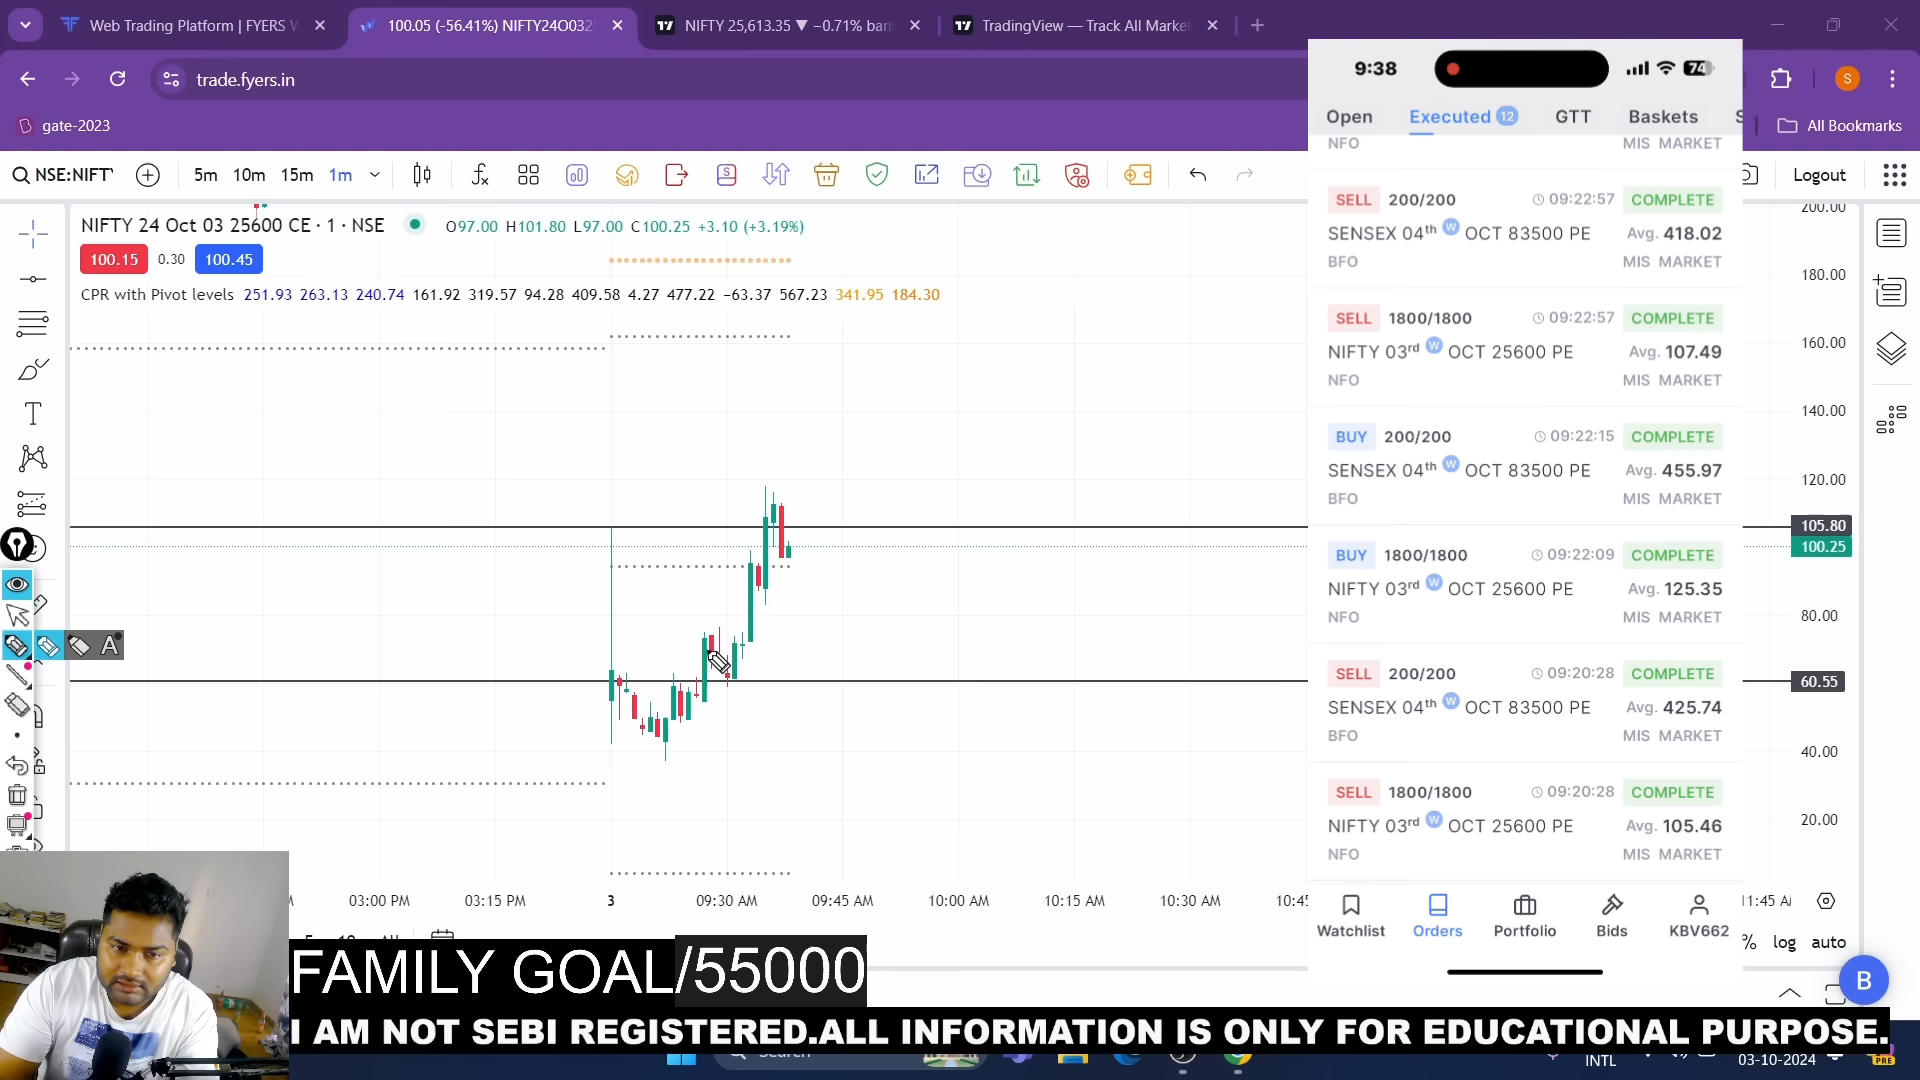 Web Trading Platform | FYERS W
100.05 (-56.41%) NIFTY24O0325
NIFTY 25,613.35 ▼ −0.71% ban
TradingView — Track All Market
trade.fyers.in
gate-2023
All Bookmarks
S
NSE:NIFTY
5m 10m 15m 1m
Logout
NIFTY 24 Oct 03 25600 CE · 1 · NSE
O97.00 H101.80 L97.00 C100.25 +3.10 (+3.19%)
100.15 0.30 100.45
CPR with Pivot levels 251.93 263.13 240.74 161.92 319.57 94.28 409.58 4.27 477.22 −63.37 567.23 341.95 184.30
200.00
180.00
160.00
140.00
120.00
105.80
100.25
80.00
60.55
40.00
20.00
03:00 PM 03:15 PM 3 09:30 AM 09:45 AM 10:00 AM 10:15 AM 10:30 AM 10:45
% log auto
9:38
74
Open Executed 12 GTT Baskets S
NFO MIS MARKET
SELL 200/200 09:22:57 COMPLETE
SENSEX 04th W OCT 83500 PE Avg. 418.02
BFO MIS MARKET
SELL 1800/1800 09:22:57 COMPLETE
NIFTY 03rd W OCT 25600 PE Avg. 107.49
NFO MIS MARKET
BUY 200/200 09:22:15 COMPLETE
SENSEX 04th W OCT 83500 PE Avg. 455.97
BFO MIS MARKET
BUY 1800/1800 09:22:09 COMPLETE
NIFTY 03rd W OCT 25600 PE Avg. 125.35
NFO MIS MARKET
SELL 200/200 09:20:28 COMPLETE
SENSEX 04th W OCT 83500 PE Avg. 425.74
BFO MIS MARKET
SELL 1800/1800 09:20:28 COMPLETE
NIFTY 03rd W OCT 25600 PE Avg. 105.46
NFO MIS MARKET
Watchlist Orders Portfolio Bids KBV662
A
B
FAMILY GOAL/55000
I AM NOT SEBI REGISTERED.ALL INFORMATION IS ONLY FOR EDUCATIONAL PURPOSE.
Search
INTL
03-10-2024
PRE